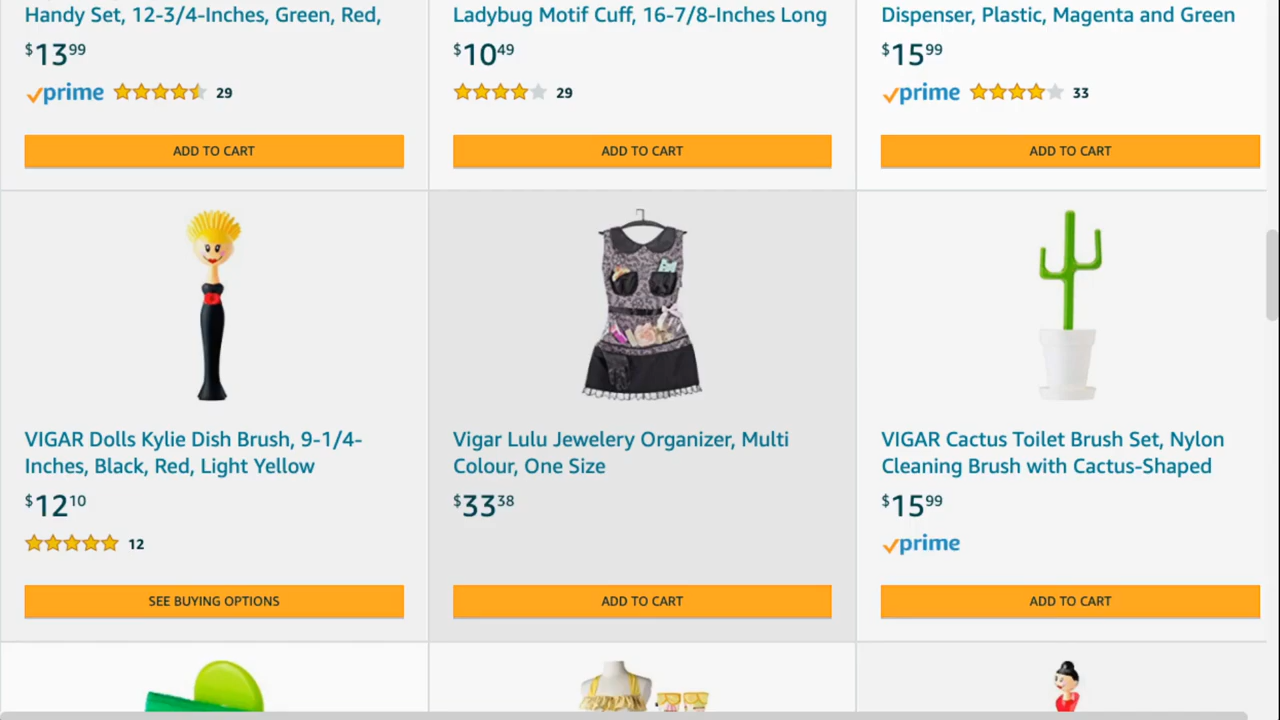 Handy Set, 12-3/4-Inches, Green, Red,
$13 99
prime 29
ADD TO CART
Ladybug Motif Cuff, 16-7/8-Inches Long
$10 49
29
ADD TO CART
Dispenser, Plastic, Magenta and Green
$15 99
prime 33
ADD TO CART
VIGAR Dolls Kylie Dish Brush, 9-1/4-
Inches, Black, Red, Light Yellow
$12 10
12
SEE BUYING OPTIONS
Vigar Lulu Jewelery Organizer, Multi
Colour, One Size
$33 38
ADD TO CART
VIGAR Cactus Toilet Brush Set, Nylon
Cleaning Brush with Cactus-Shaped
$15 99
prime
ADD TO CART